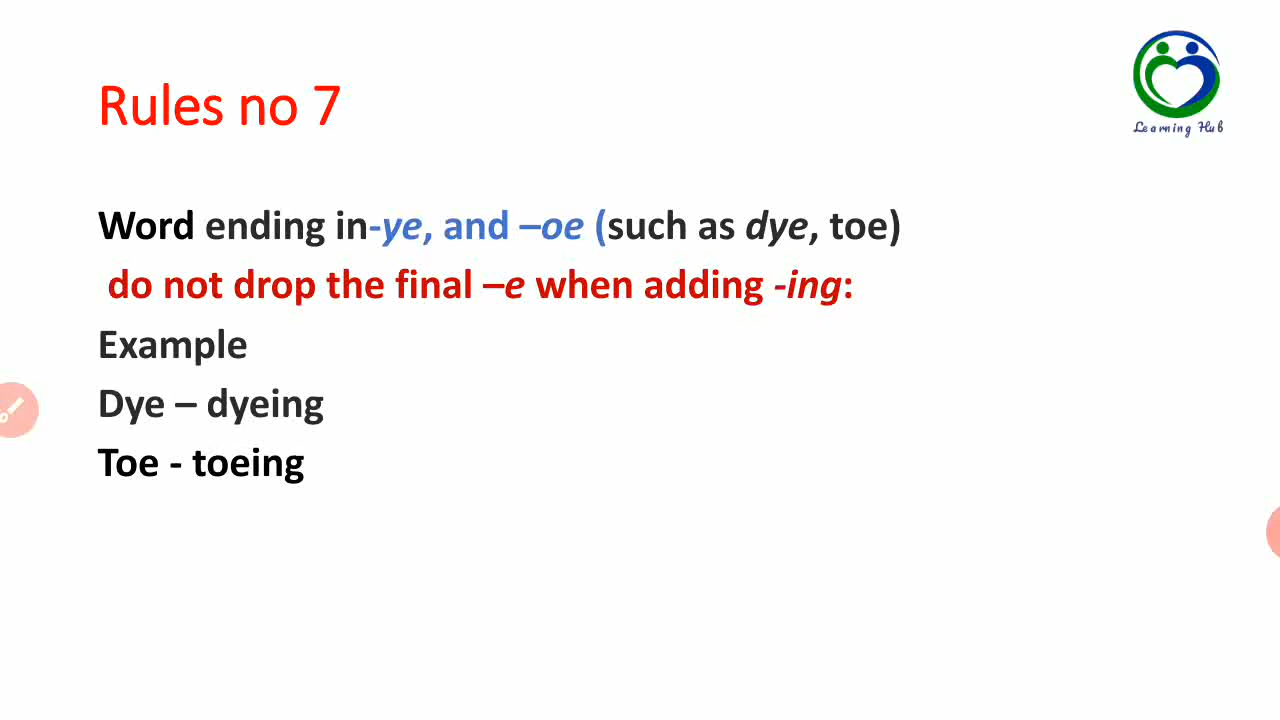 Learning Hub
Rules no 7
Word ending in-ye, and –oe (such as dye, toe)
do not drop the final –e when adding -ing:
Example
Dye – dyeing
Toe - toeing